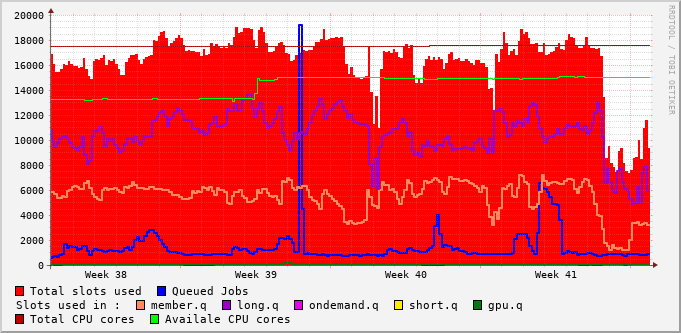 20000
18000
16000
14000
12000
10000
8000
6000
4000
2000
0
Week 38 Week 39 Week 40 Week 41
Total slots used Queued Jobs
Slots used in : member.q long.q ondemand.q short.q gpu.q
Total CPU cores Availale CPU cores
RRDTOOL / TOBI OETIKER